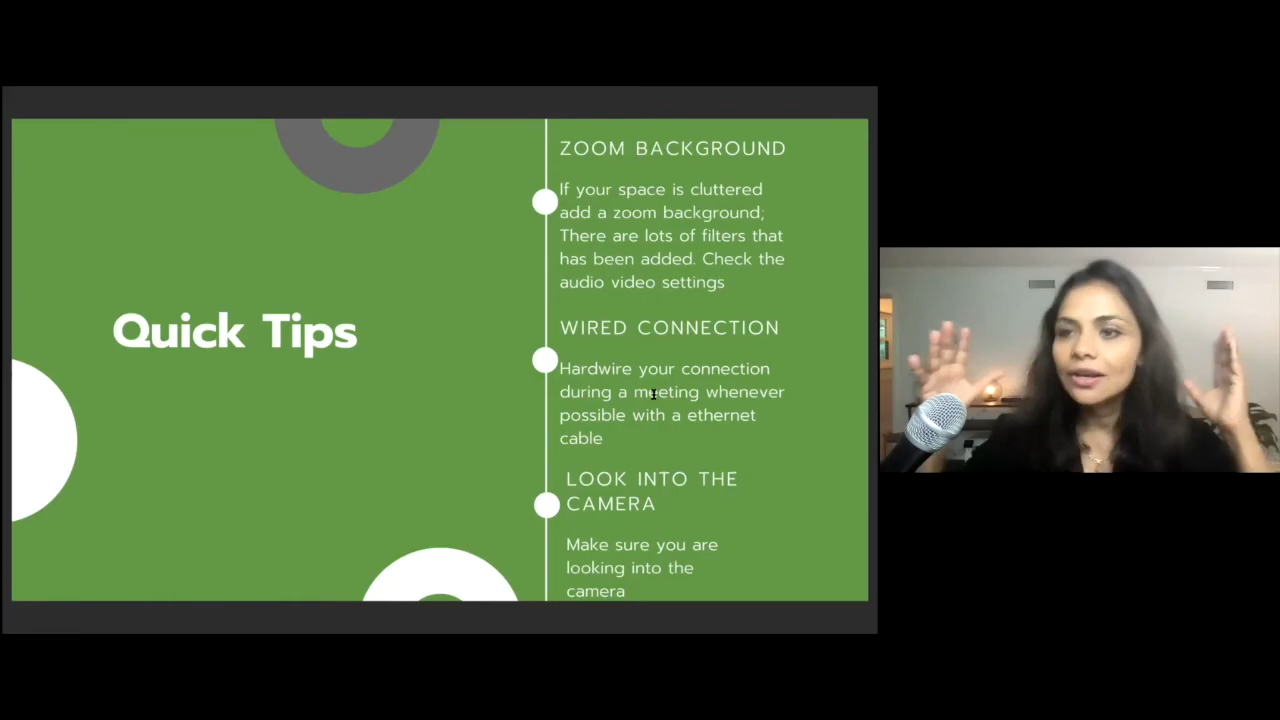 Quick Tips
ZOOM BACKGROUND
If your space is cluttered
add a zoom background;
There are lots of filters that
has been added. Check the
audio video settings
WIRED CONNECTION
Hardwire your connection
during a meeting whenever
possible with a ethernet
cable
LOOK INTO THE
CAMERA
Make sure you are
looking into the
camera